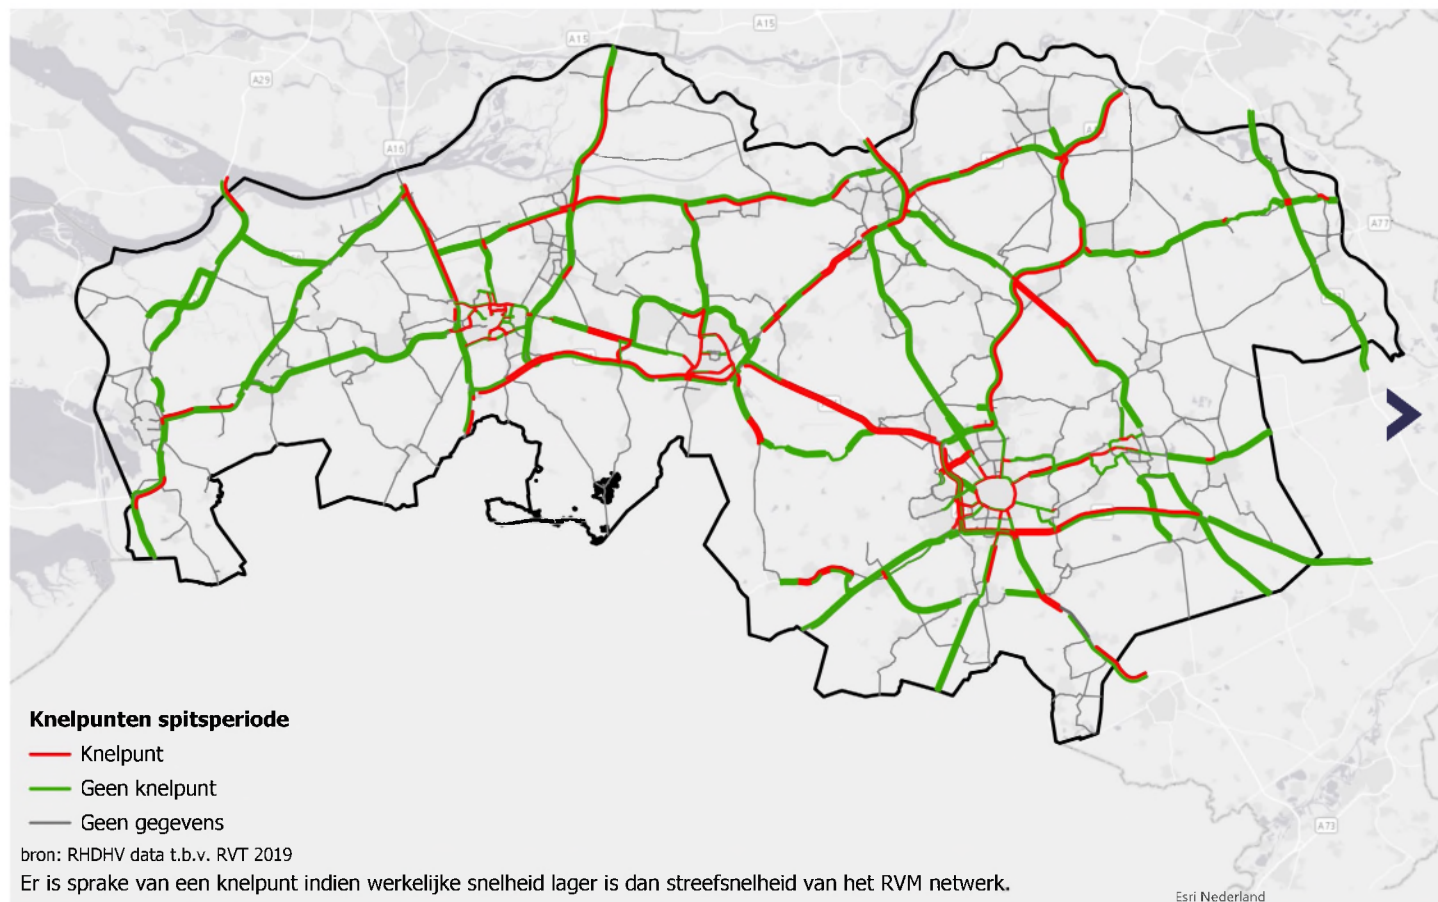 A15
A15
A29
A16
A77
Knelpunten spitsperiode
Knelpunt
Geen knelpunt
Geen gegevens
bron: RHDHV data t.b.v. RVT 2019
Er is sprake van een knelpunt indien werkelijke snelheid lager is dan streefsnelheid van het RVM netwerk.
A73
Esri Nederland